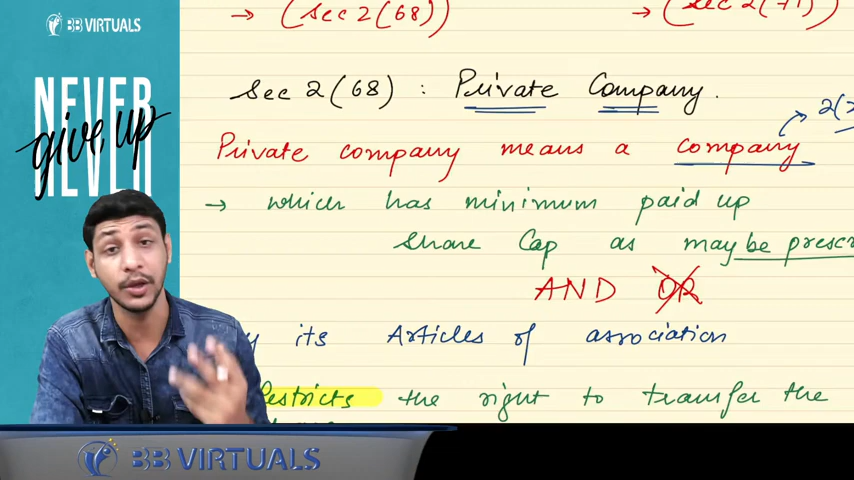 BB VIRTUALS
→ (Sec 2(68)) → (Sec 2(71))
NEVER
give up
NEVER
Sec 2(68) : Private Company.
2(2
Private company means a company
→ which has minimum paid up
share Cap as may be prescr
AND OR
y its Articles of association
Restricts the right to transfer the
BB VIRTUALS